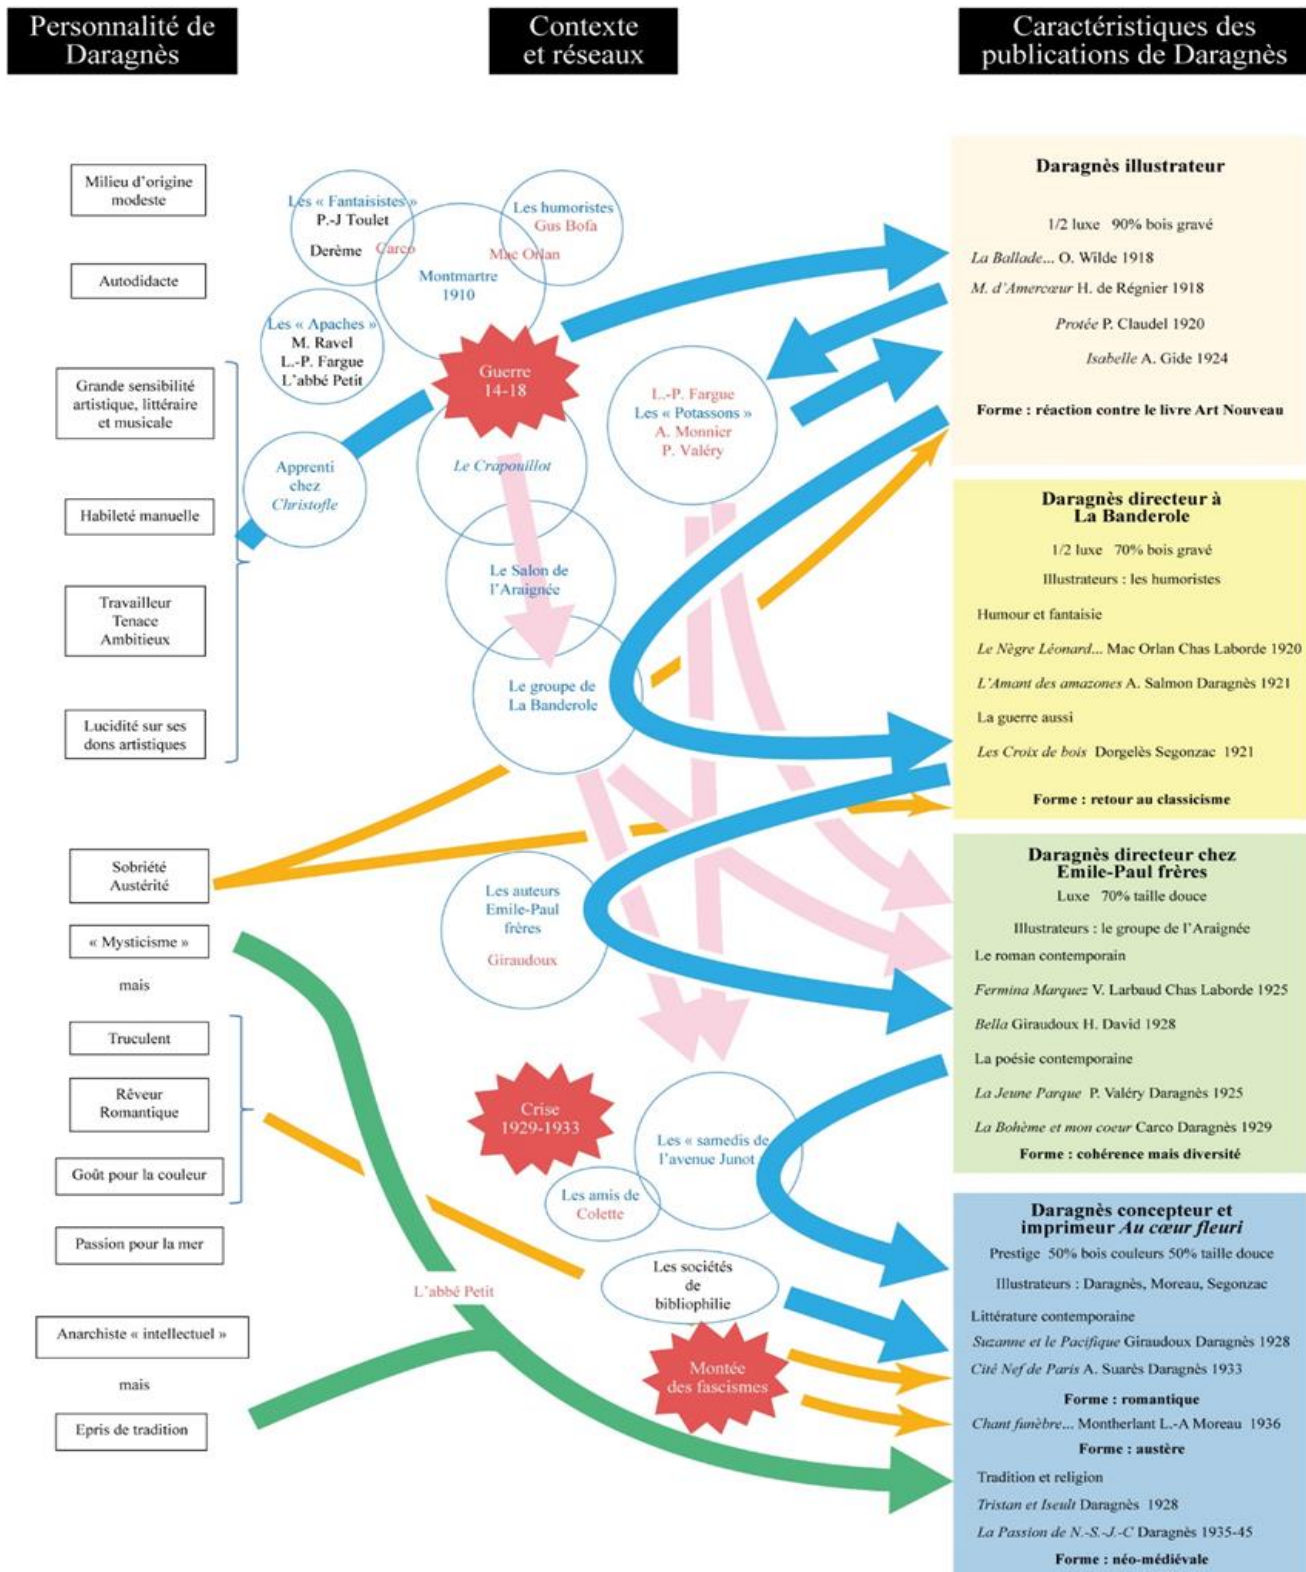 Personnalité de
Daragnès
Contexte
et réseaux
Caractéristiques des
publications de Daragnès
Milieu d'origine
modeste
Autodidacte
Grande sensibilité
artistique, littéraire
et musicale
Habileté manuelle
Travailleur
Tenace
Ambitieux
Lucidité sur ses
dons artistiques
Sobriété
Austérité
« Mysticisme »
mais
Truculent
Rêveur
Romantique
Goût pour la couleur
Passion pour la mer
Anarchiste « intellectuel »
mais
Epris de tradition
Les « Fantaisistes »
P.-J Toulet
Derème
Carco
Les humoristes
Gus Bofa
Mac Orlan
Montmartre
1910
Les « Apaches »
M. Ravel
L.-P. Fargue
L'abbé Petit
Guerre
14-18
L.-P. Fargue
Les « Potassons »
A. Monnier
P. Valéry
Apprenti
chez
Christofle
Le Crapouillot
Le Salon de
l'Araignée
Le groupe de
La Banderole
Les auteurs
Emile-Paul
frères
Giraudoux
Crise
1929-1933
Les « samedis de
l'avenue Junot
Les amis de
Colette
Les sociétés
de
bibliophilie
L'abbé Petit
Montée
des fascismes
Daragnès illustrateur
1/2 luxe 90% bois gravé
La Ballade... O. Wilde 1918
M. d'Amercœur H. de Régnier 1918
Protée P. Claudel 1920
Isabelle A. Gide 1924
Forme : réaction contre le livre Art Nouveau
Daragnès directeur à
La Banderole
1/2 luxe 70% bois gravé
Illustrateurs : les humoristes
Humour et fantaisie
Le Nègre Léonard... Mac Orlan Chas Laborde 1920
L'Amant des amazones A. Salmon Daragnès 1921
La guerre aussi
Les Croix de bois Dorgelès Segonzac 1921
Forme : retour au classicisme
Daragnès directeur chez
Emile-Paul frères
Luxe 70% taille douce
Illustrateurs : le groupe de l'Araignée
Le roman contemporain
Fermina Marquez V. Larbaud Chas Laborde 1925
Bella Giraudoux H. David 1928
La poésie contemporaine
La Jeune Parque P. Valéry Daragnès 1925
La Bohème et mon coeur Carco Daragnès 1929
Forme : cohérence mais diversité
Daragnès concepteur et
imprimeur Au cœur fleuri
Prestige 50% bois couleurs 50% taille douce
Illustrateurs : Daragnès, Moreau, Segonzac
Littérature contemporaine
Suzanne et le Pacifique Giraudoux Daragnès 1928
Cité Nef de Paris A. Suarès Daragnès 1933
Forme : romantique
Chant funèbre... Montherlant L.-A Moreau 1936
Forme : austère
Tradition et religion
Tristan et Iseult Daragnès 1928
La Passion de N.-S.-J.-C Daragnès 1935-45
Forme : néo-médiévale